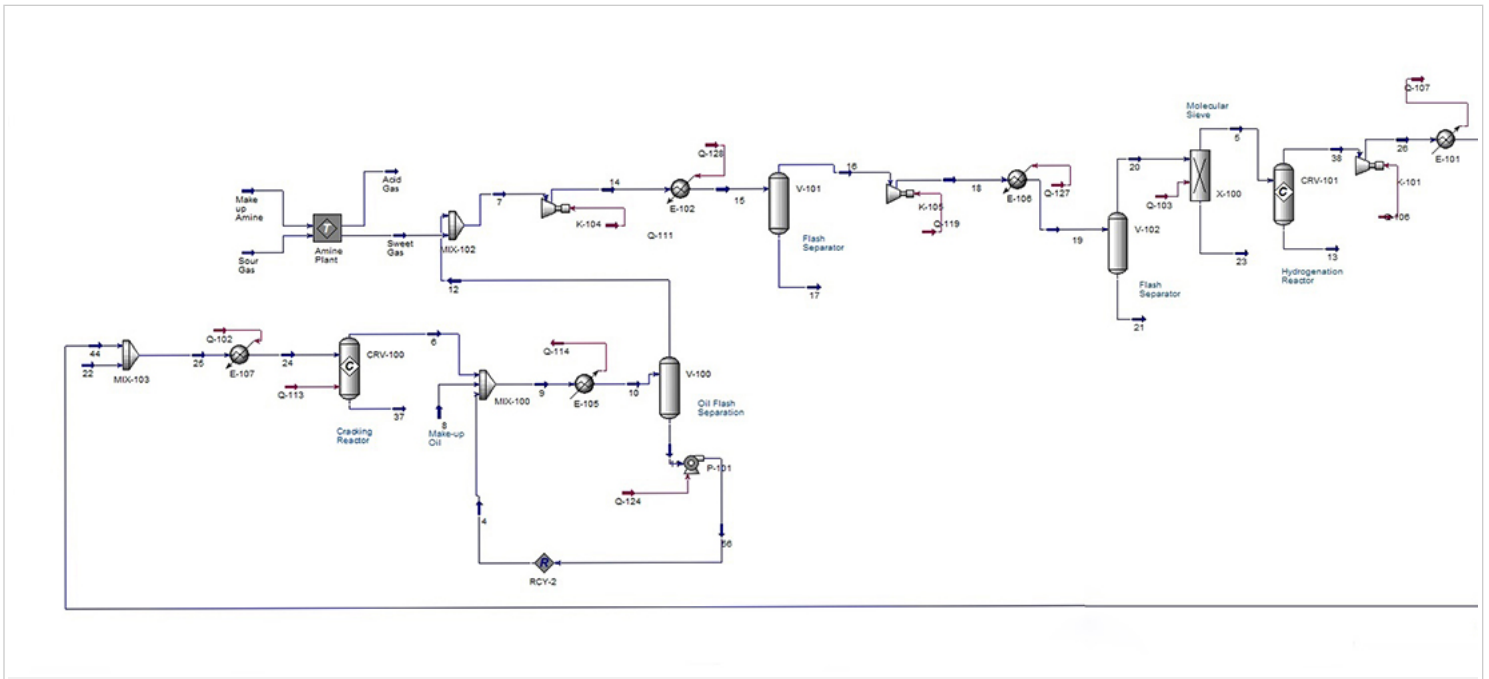 Q-107
Molecular
Sieve
5
38
26
E-101
Q-128
20
CRV-101
K-101
Acid
Gas
16
14
18
Q-127
Make
up
Amine
7
E-102
15
V-101
K-105
E-106
Q-103
X-100
Q-106
K-104
Q-119
V-102
Q-111
19
Sweet
Gas
MIX-102
Flash
Separator
13
23
Sour
Gas
Amine
Plant
Hydrogenation
Reactor
12
17
Flash
Separator
21
Q-102
6
Q-114
44
25
24
CRV-100
22
MIX-103
E-107
V-100
9
10
Q-113
MIX-100
E-105
Oil Flash
Separation
37
8
Cracking
Reactor
Make-up
Oil
P-101
Q-124
4
56
R
RCY-2
T
C
C